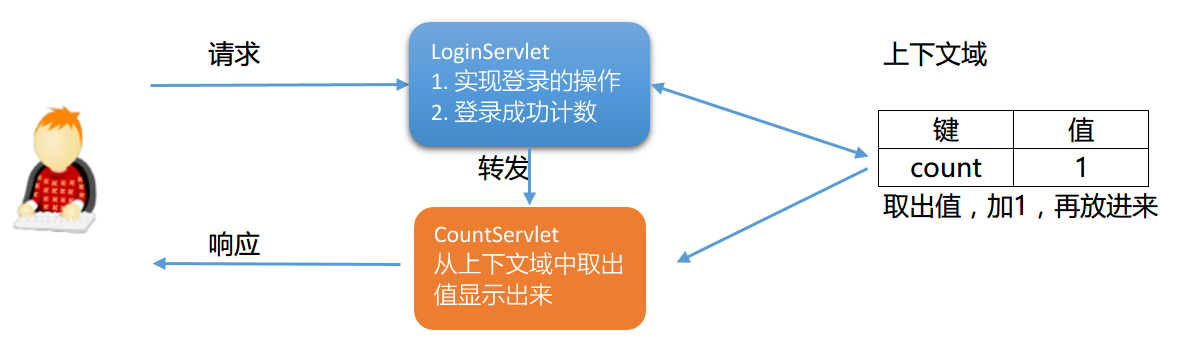 请求
LoginServlet
1. 实现登录的操作
2. 登录成功计数
上下文域
键 值
count 1
取出值，加1，再放进来
转发
CountServlet
从上下文域中取出
值显示出来
响应